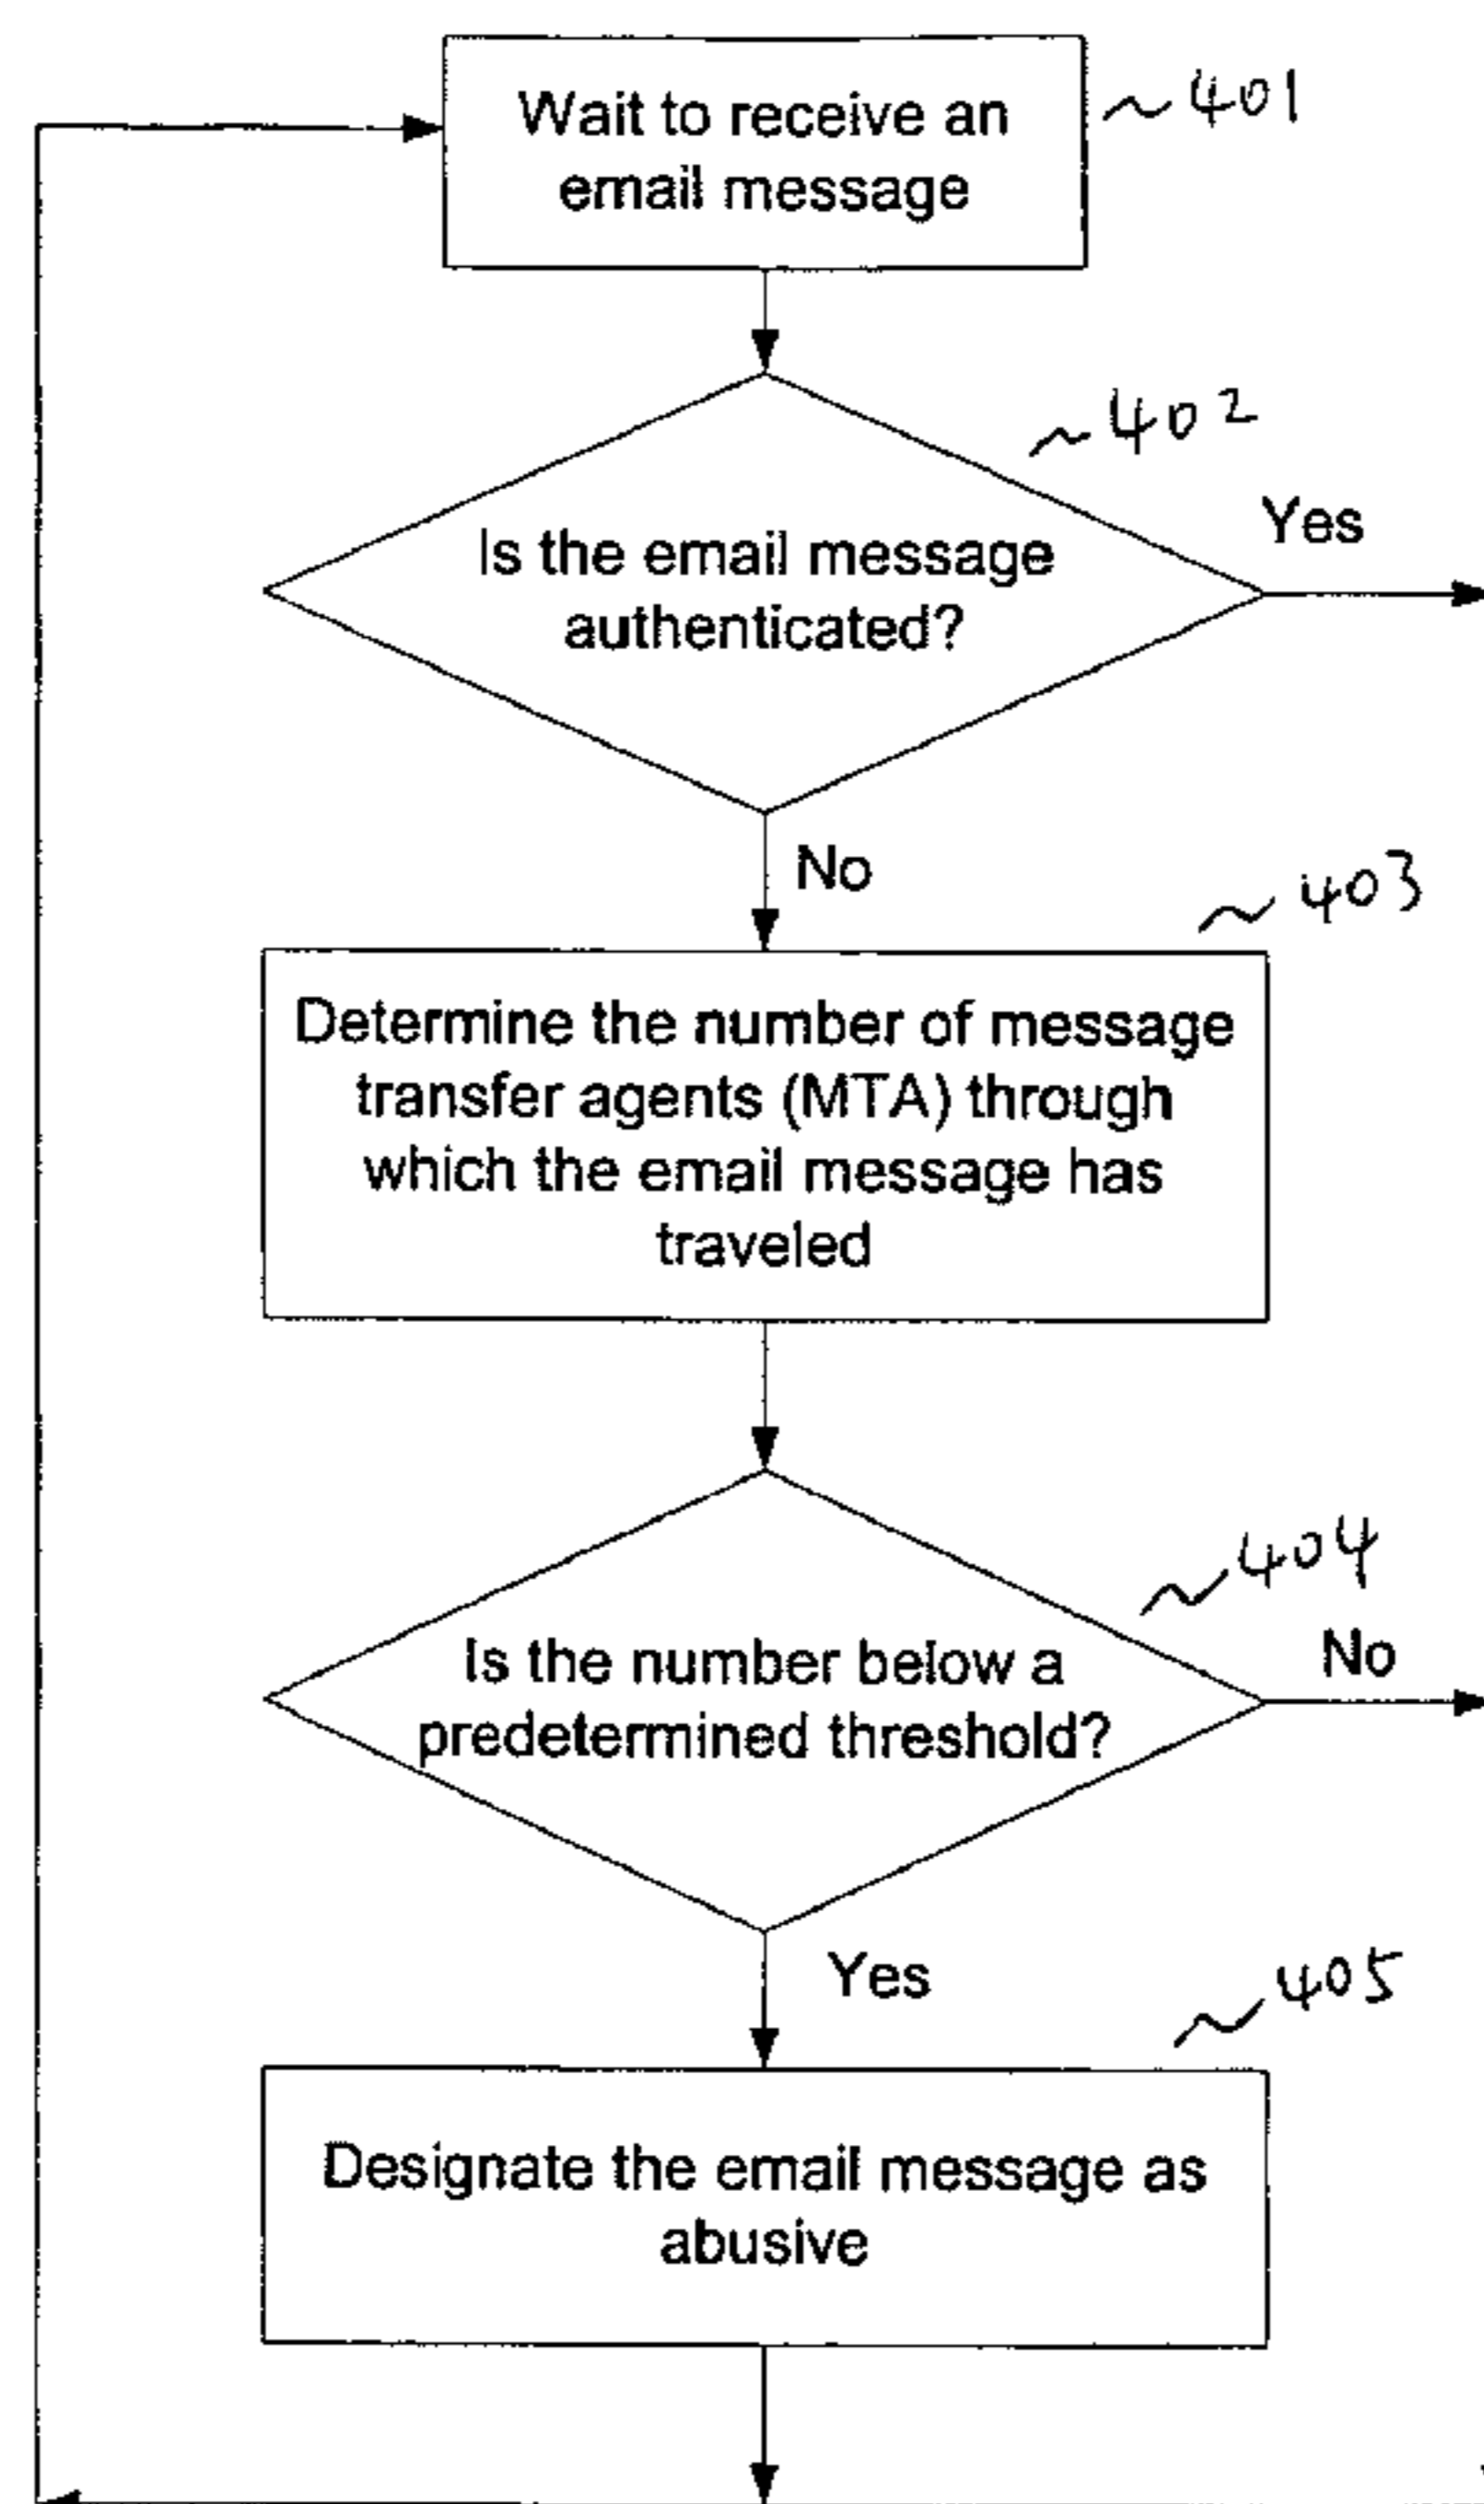 Wait to receive an
email message
401
402
Yes
Is the email message
authenticated?
No
403
Determine the number of message
transfer agents (MTA) through
which the email message has
traveled
404
No
Is the number below a
predetermined threshold?
Yes
405
Designate the email message as
abusive